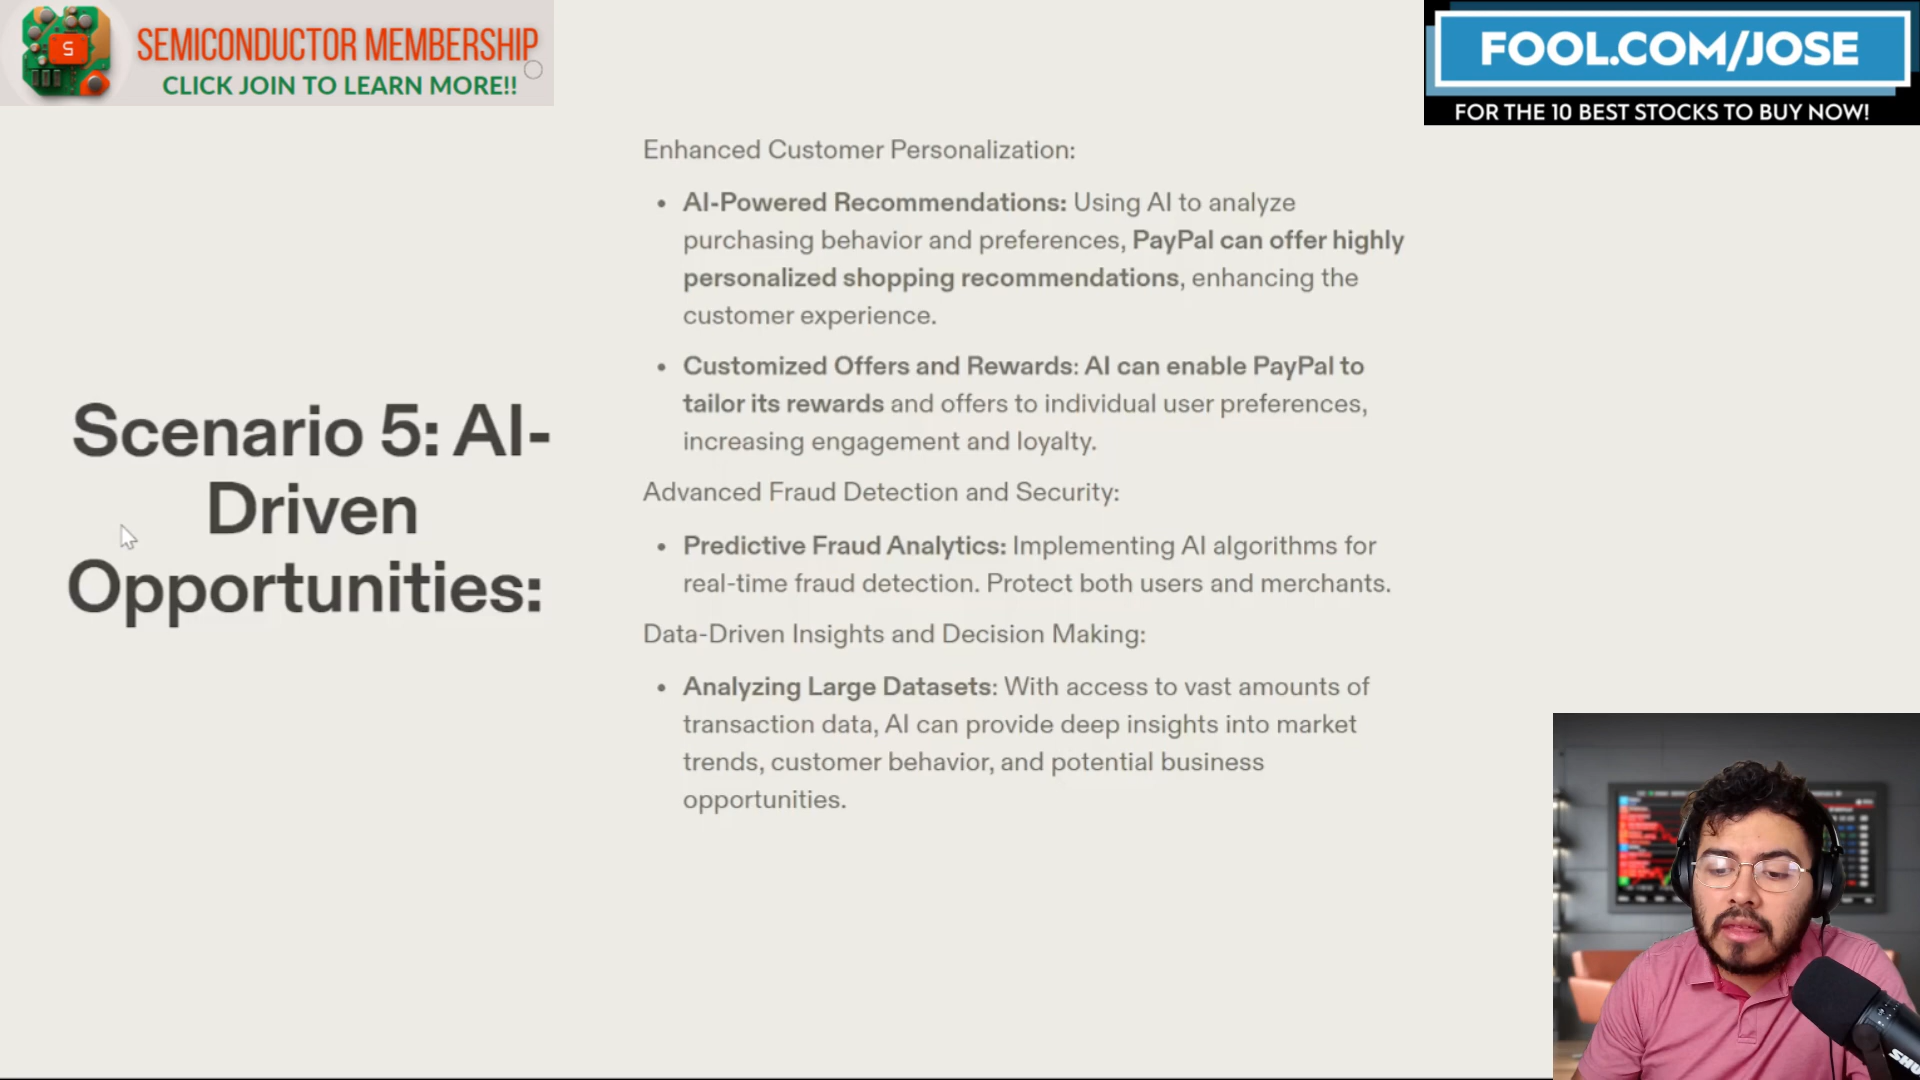 SEMICONDUCTOR MEMBERSHIP
CLICK JOIN TO LEARN MORE!!
FOOL.COM/JOSE
FOR THE 10 BEST STOCKS TO BUY NOW!
Scenario 5: AI-
Driven
Opportunities:
Enhanced Customer Personalization:
• AI-Powered Recommendations: Using AI to analyze
purchasing behavior and preferences, PayPal can offer highly
personalized shopping recommendations, enhancing the
customer experience.
• Customized Offers and Rewards: AI can enable PayPal to
tailor its rewards and offers to individual user preferences,
increasing engagement and loyalty.
Advanced Fraud Detection and Security:
• Predictive Fraud Analytics: Implementing AI algorithms for
real-time fraud detection. Protect both users and merchants.
Data-Driven Insights and Decision Making:
• Analyzing Large Datasets: With access to vast amounts of
transaction data, AI can provide deep insights into market
trends, customer behavior, and potential business
opportunities.